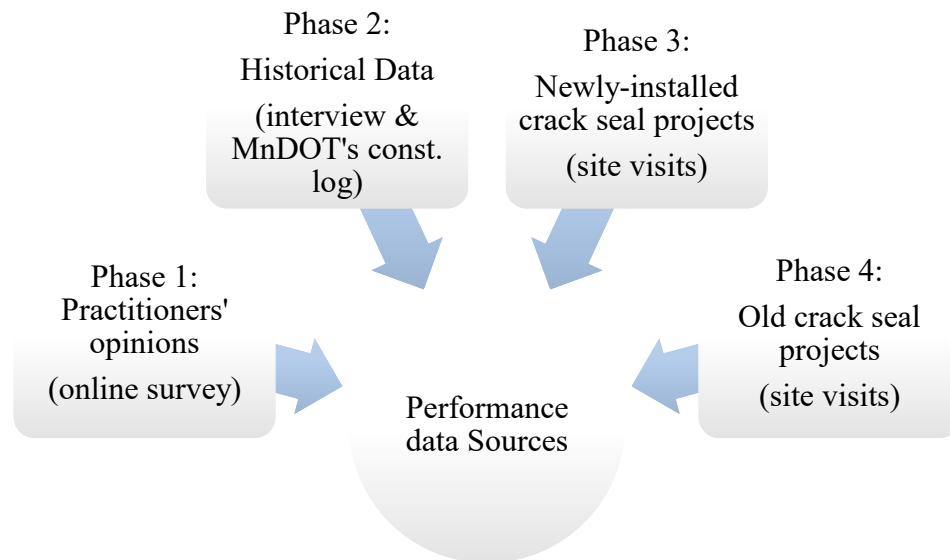 Phase 1:
Practitioners'
opinions
(online survey)
Phase 2:
Historical Data
(interview &
MnDOT's const.
log)
Phase 3:
Newly-installed
crack seal projects
(site visits)
Phase 4:
Old crack seal
projects
(site visits)
Performance
data Sources